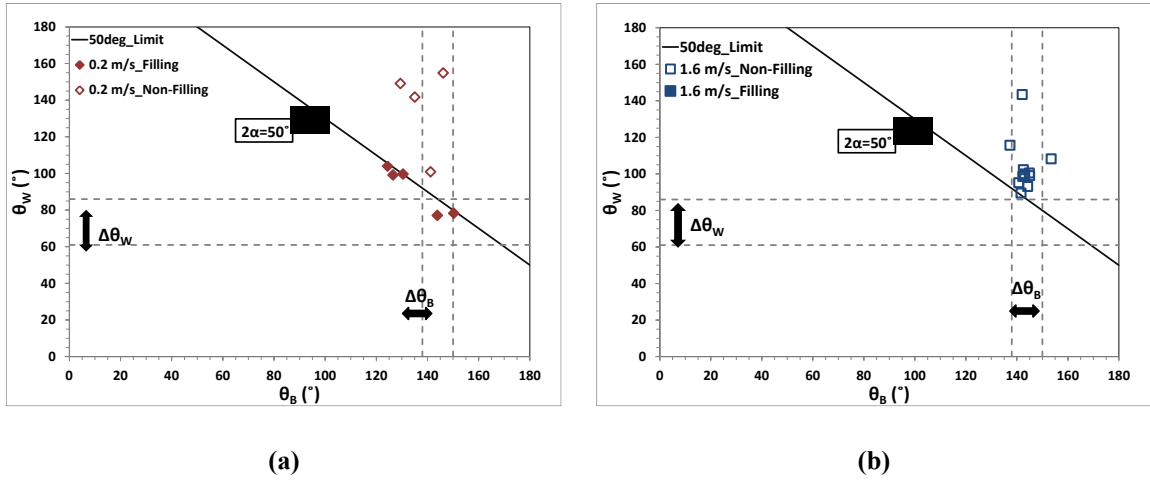 180
160
140
120
100
80
60
40
20
0
θW (˚)
50deg_Limit
0.2 m/s_Filling
0.2 m/s_Non-Filling
2α=50˚
ΔθW
ΔθB
0 20 40 60 80 100 120 140 160 180
θB (˚)
(a)
180
160
140
120
100
80
60
40
20
0
θW (˚)
50deg_Limit
1.6 m/s_Non-Filling
1.6 m/s_Filling
2α=50˚
ΔθW
ΔθB
0 20 40 60 80 100 120 140 160 180
θB (˚)
(b)